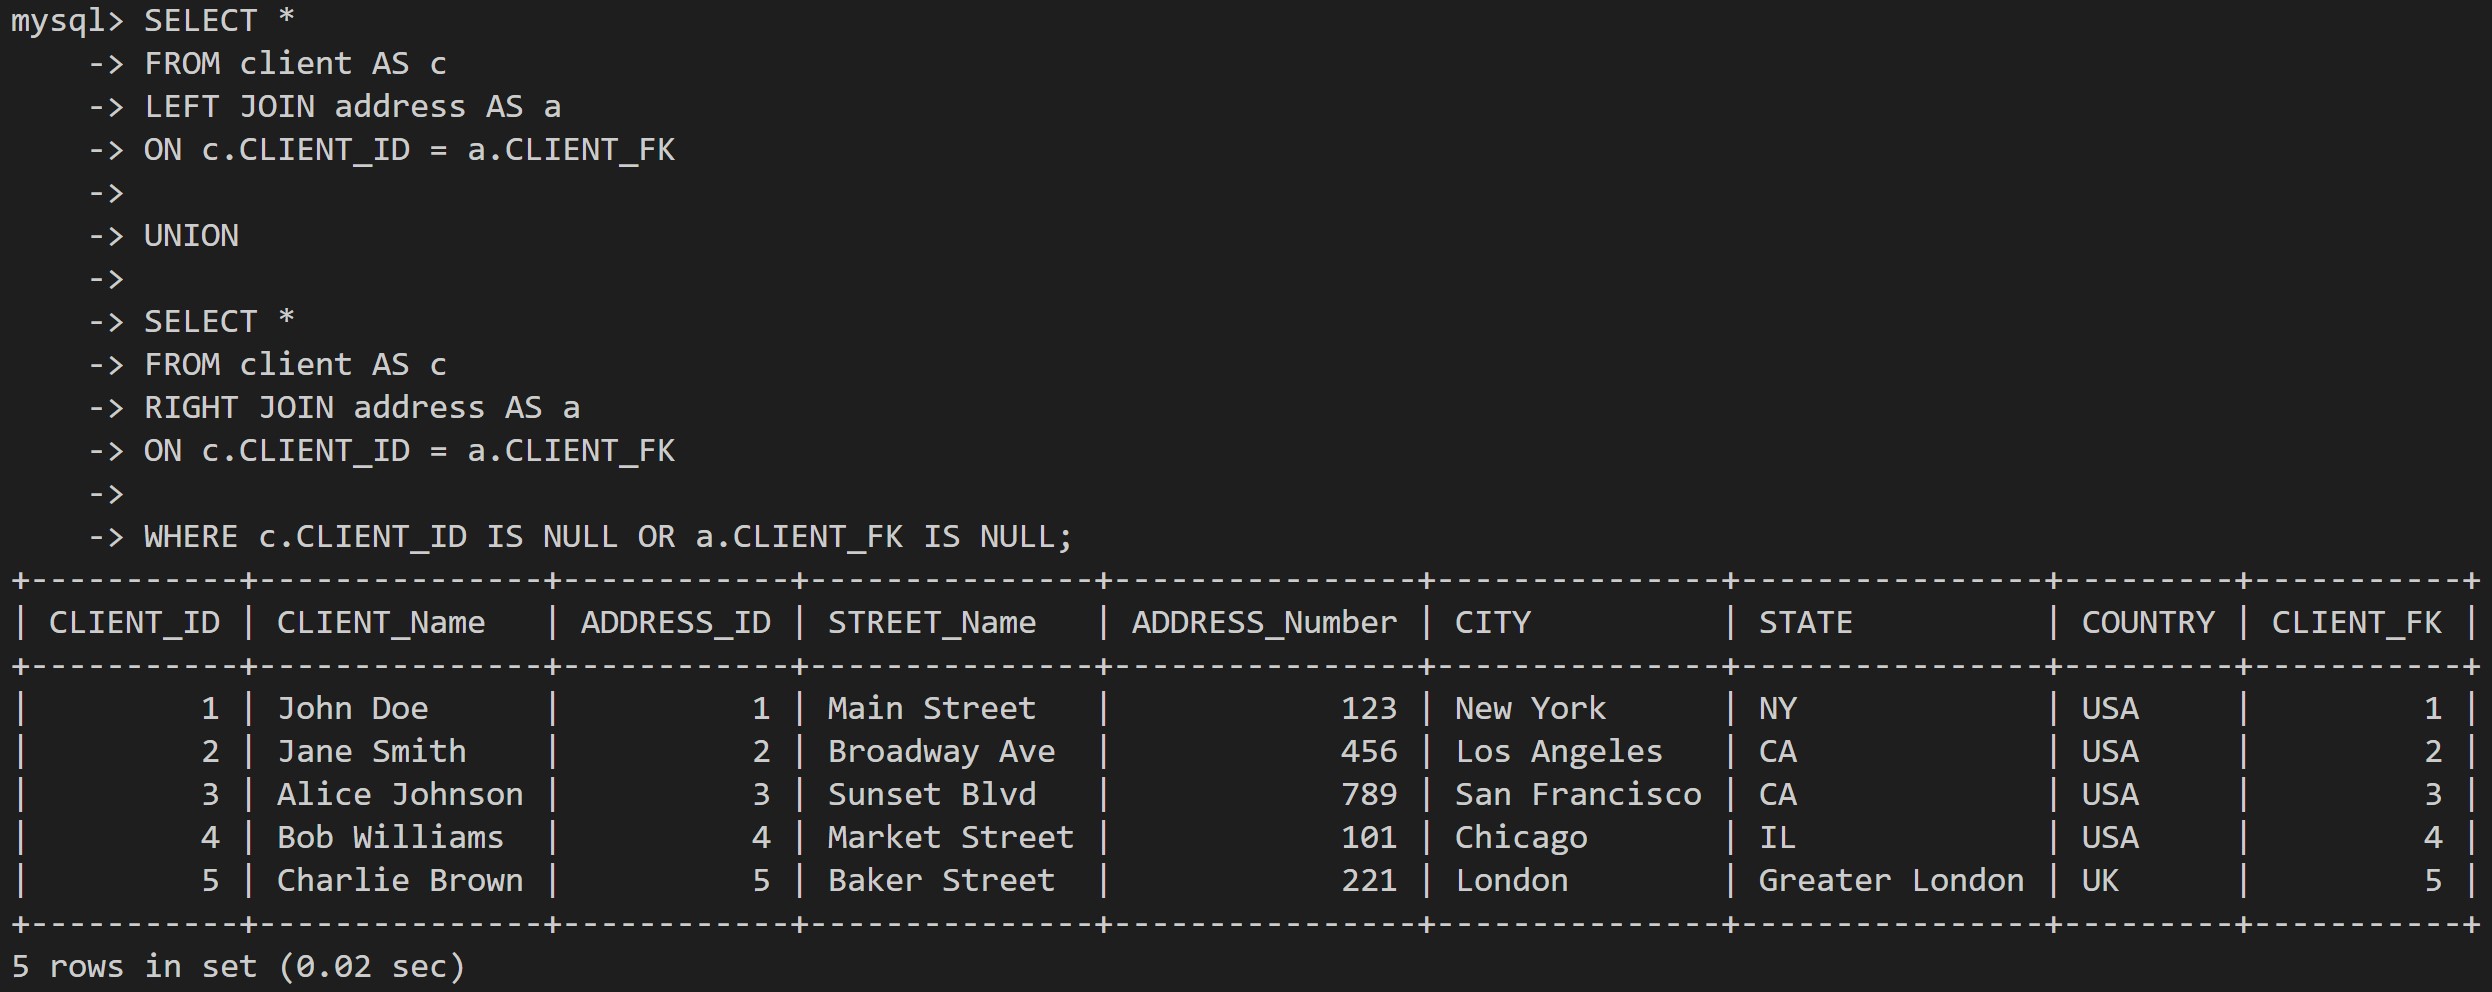 mysql> SELECT *
    -> FROM client AS c
    -> LEFT JOIN address AS a
    -> ON c.CLIENT_ID = a.CLIENT_FK
    ->
    -> UNION
    ->
    -> SELECT *
    -> FROM client AS c
    -> RIGHT JOIN address AS a
    -> ON c.CLIENT_ID = a.CLIENT_FK
    ->
    -> WHERE c.CLIENT_ID IS NULL OR a.CLIENT_FK IS NULL;
+-----------+---------------+------------+---------------+----------------+---------------+----------------+---------+-----------+
| CLIENT_ID | CLIENT_Name   | ADDRESS_ID | STREET_Name   | ADDRESS_Number | CITY          | STATE          | COUNTRY | CLIENT_FK |
+-----------+---------------+------------+---------------+----------------+---------------+----------------+---------+-----------+
|         1 | John Doe      |          1 | Main Street   |            123 | New York      | NY             | USA     |         1 |
|         2 | Jane Smith    |          2 | Broadway Ave  |            456 | Los Angeles   | CA             | USA     |         2 |
|         3 | Alice Johnson |          3 | Sunset Blvd   |            789 | San Francisco | CA             | USA     |         3 |
|         4 | Bob Williams  |          4 | Market Street |            101 | Chicago       | IL             | USA     |         4 |
|         5 | Charlie Brown |          5 | Baker Street  |            221 | London        | Greater London | UK      |         5 |
+-----------+---------------+------------+---------------+----------------+---------------+----------------+---------+-----------+
5 rows in set (0.02 sec)